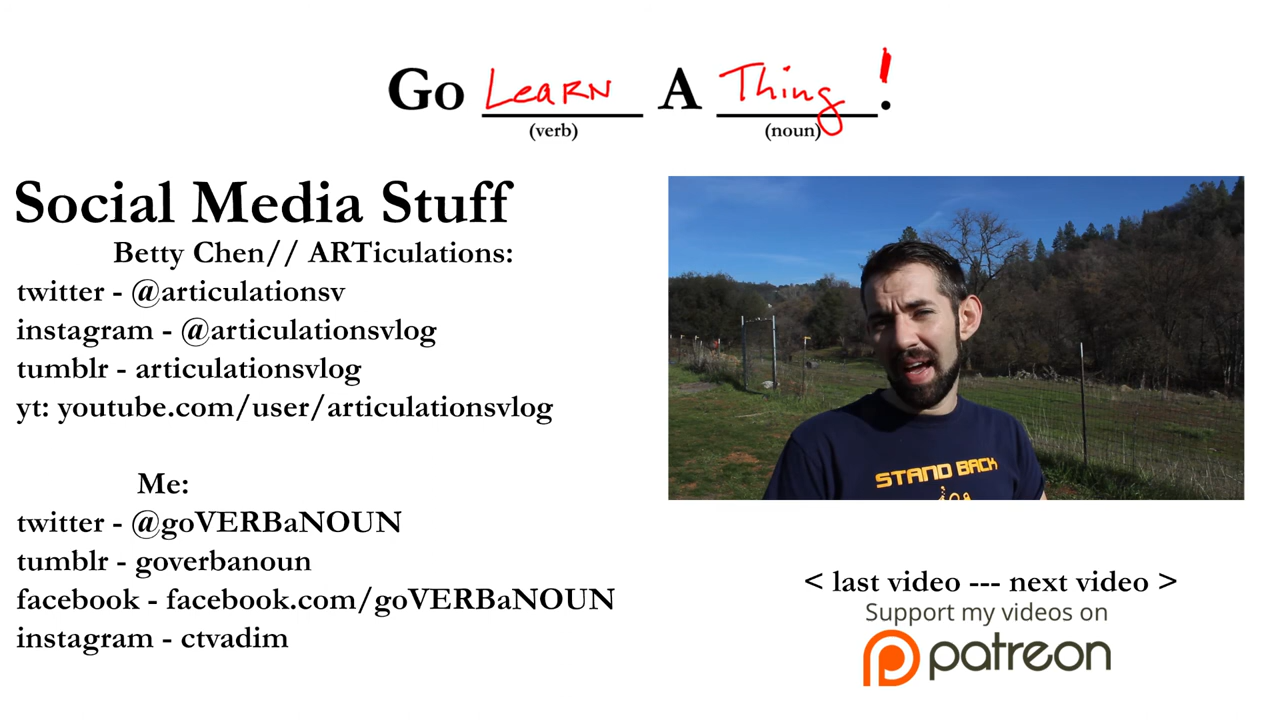 Go Learn A Thing!
(verb) (noun)
Social Media Stuff
Betty Chen// ARTiculations:
twitter - @articulationsv
instagram - @articulationsvlog
tumblr - articulationsvlog
yt: youtube.com/user/articulationsvlog
Me:
twitter - @goVERBaNOUN
tumblr - goverbanoun
facebook - facebook.com/goVERBaNOUN
instagram - ctvadim
STAND BACK
< last video --- next video >
Support my videos on
patreon